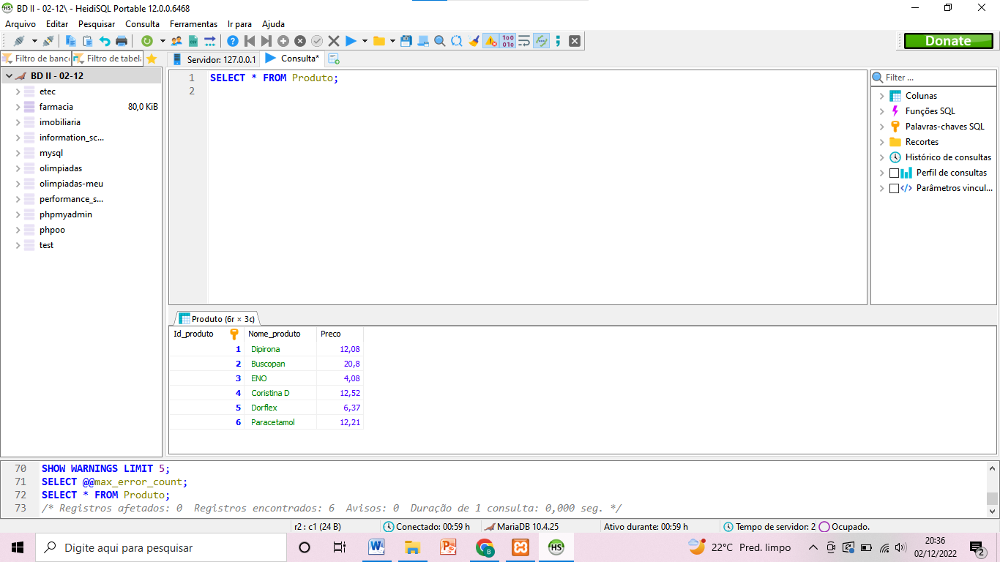 BD II - 02-12\ - HeidiSQL Portable 12.0.0.6468
Arquivo Editar Pesquisar Consulta Ferramentas Ir para Ajuda
Donate
Filtro de banc Filtro de tabela
Servidor: 127.0.0.1 Consulta*
BD II - 02-12
etec
farmacia 80,0 KiB
imobiliaria
information_sc...
mysql
olimpiadas
olimpiadas-meu
performance_s...
phpmyadmin
phpoo
test
1 SELECT * FROM Produto;
2
Filter ...
Colunas
Funções SQL
Palavras-chaves SQL
Recortes
Histórico de consultas
Perfil de consultas
Parâmetros vincul...
Produto (6r × 3c)
Id_produto Nome_produto Preco
1 Dipirona 12,08
2 Buscopan 20,8
3 ENO 4,08
4 Coristina D 12,52
5 Dorflex 6,37
6 Paracetamol 12,21
70 SHOW WARNINGS LIMIT 5;
71 SELECT @@max_error_count;
72 SELECT * FROM Produto;
73 /* Registros afetados: 0 Registros encontrados: 6 Avisos: 0 Duração de 1 consulta: 0,000 seg. */
r2 : c1 (24 B) Conectado: 00:59 h MariaDB 10.4.25 Ativo durante: 00:59 h Tempo de servidor: 2 Ocupado.
Digite aqui para pesquisar
22°C Pred. limpo
20:36
02/12/2022
2